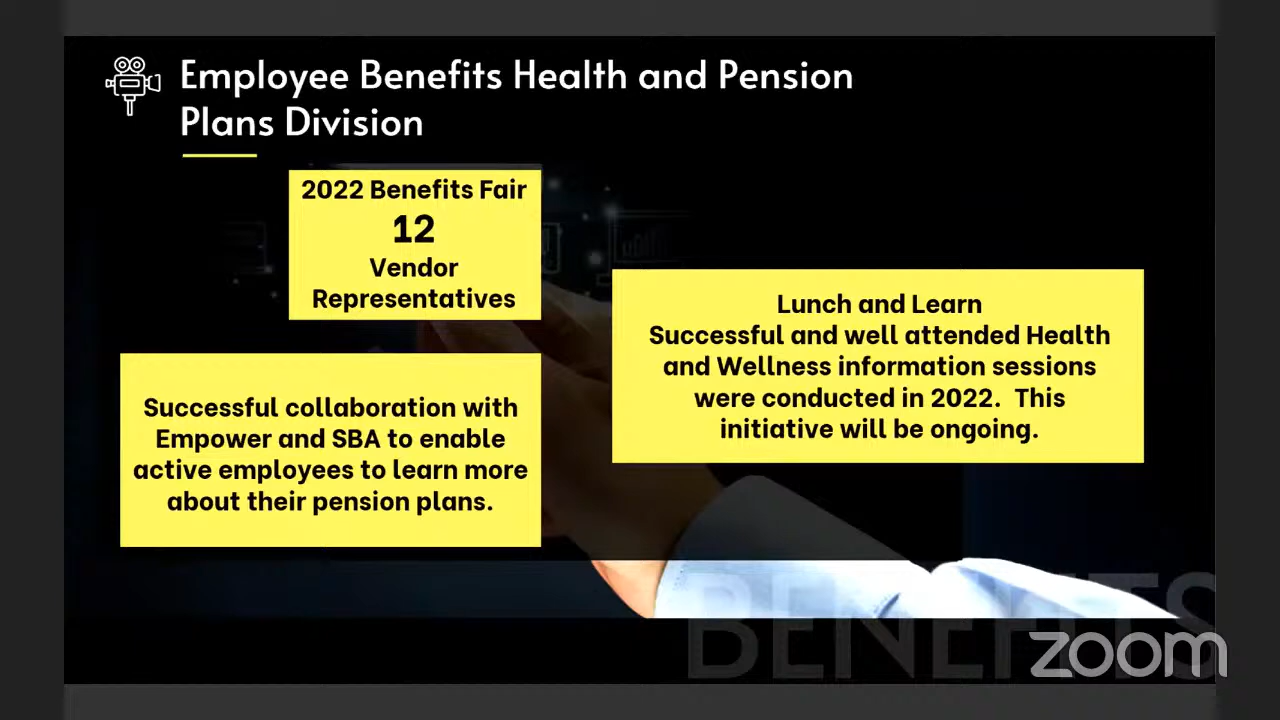 Employee Benefits Health and Pension
Plans Division
2022 Benefits Fair
12
Vendor
Representatives
Lunch and Learn
Successful and well attended Health
and Wellness information sessions
were conducted in 2022.  This
initiative will be ongoing.
Successful collaboration with
Empower and SBA to enable
active employees to learn more
about their pension plans.
BENEFITS
zoom